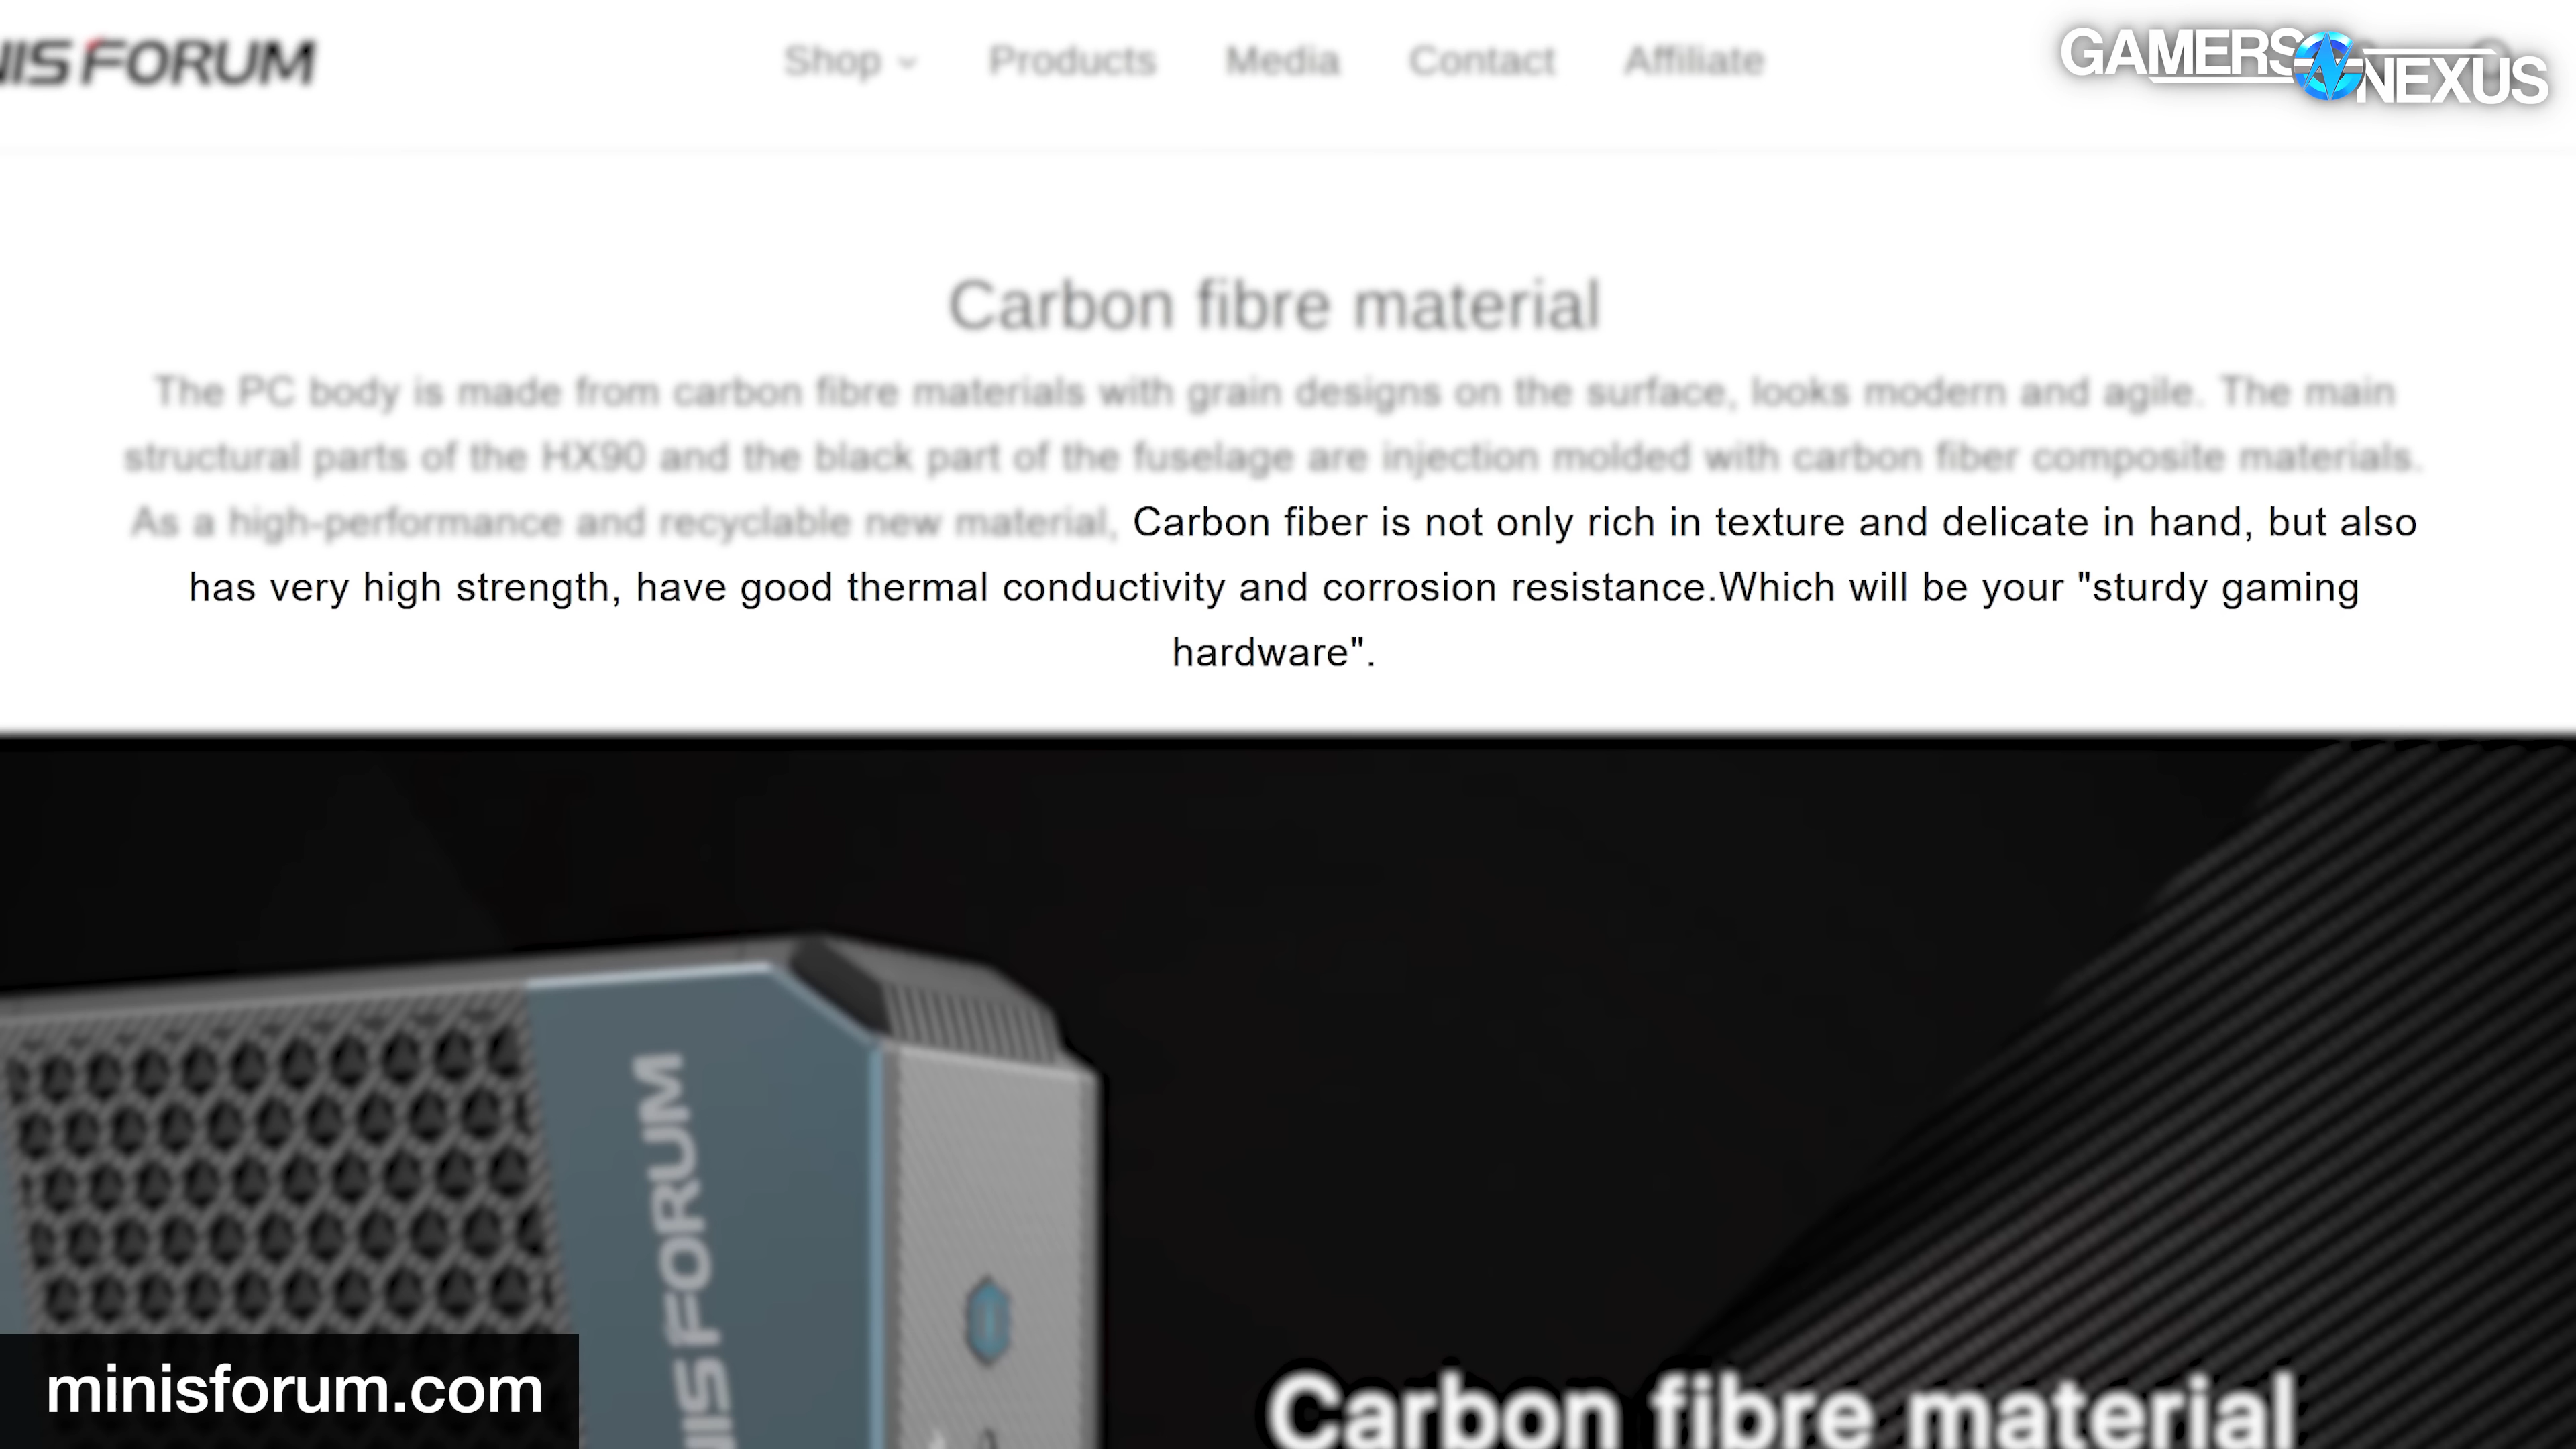 NIS FORUM
Shop Products Media Contact Affiliate
GAMERS NEXUS
Carbon fibre material
The PC body is made from carbon fibre materials with grain designs on the surface, looks modern and agile. The main
structural parts of the HX90 and the black part of the fuselage are injection molded with carbon fiber composite materials.
As a high-performance and recyclable new material, Carbon fiber is not only rich in texture and delicate in hand, but also
has very high strength, have good thermal conductivity and corrosion resistance.Which will be your "sturdy gaming
hardware".
NISFORUM
minisforum.com
Carbon fibre material